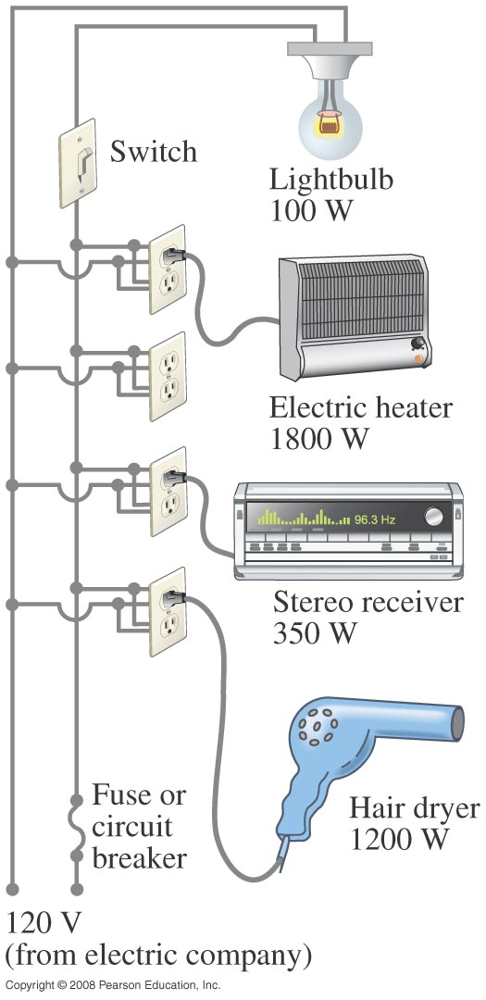 Switch
Lightbulb
100 W
Electric heater
1800 W
96.3 Hz
Stereo receiver
350 W
Fuse or
circuit
breaker
Hair dryer
1200 W
120 V
(from electric company)
Copyright © 2008 Pearson Education, Inc.